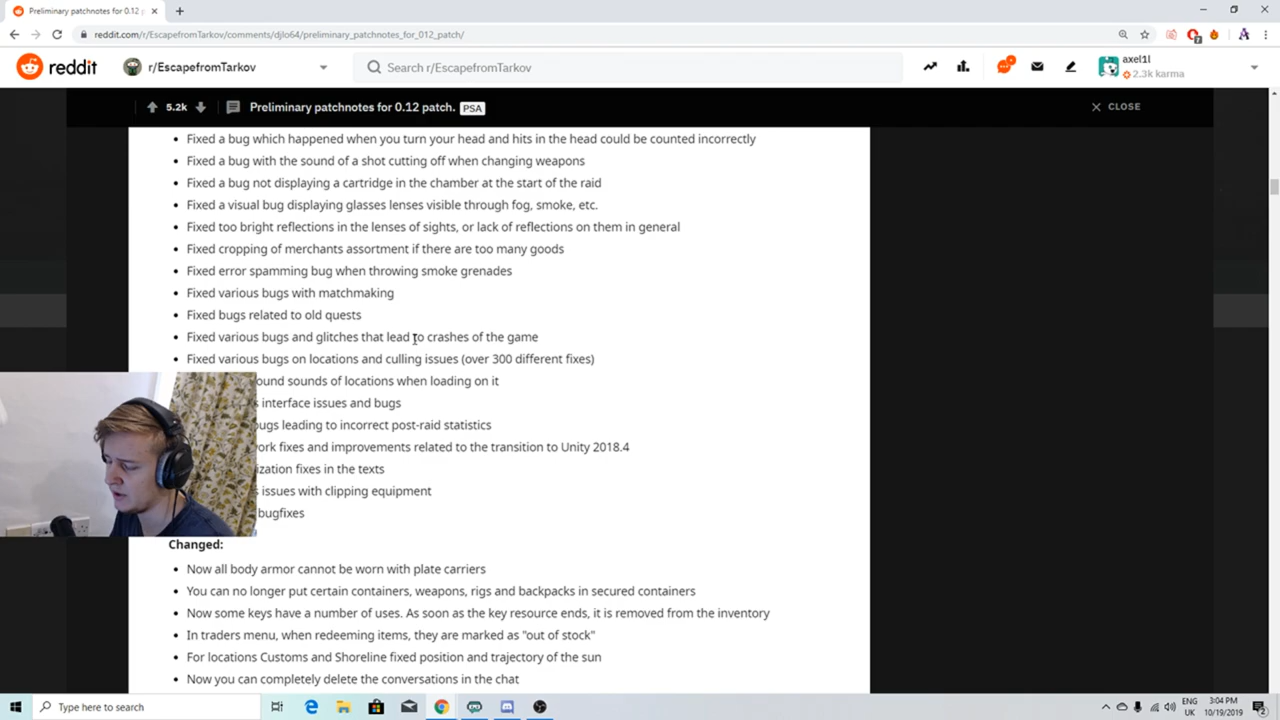 Preliminary patchnotes for 0.12 p
reddit.com/r/EscapefromTarkov/comments/djlo64/preliminary_patchnotes_for_012_patch/
reddit
r/EscapefromTarkov
Search r/EscapefromTarkov
axel1l
2.3k karma
5.2k
Preliminary patchnotes for 0.12 patch. PSA
CLOSE
Fixed a bug which happened when you turn your head and hits in the head could be counted incorrectly
Fixed a bug with the sound of a shot cutting off when changing weapons
Fixed a bug not displaying a cartridge in the chamber at the start of the raid
Fixed a visual bug displaying glasses lenses visible through fog, smoke, etc.
Fixed too bright reflections in the lenses of sights, or lack of reflections on them in general
Fixed cropping of merchants assortment if there are too many goods
Fixed error spamming bug when throwing smoke grenades
Fixed various bugs with matchmaking
Fixed bugs related to old quests
Fixed various bugs and glitches that lead to crashes of the game
Fixed various bugs on locations and culling issues (over 300 different fixes)
ound sounds of locations when loading on it
s interface issues and bugs
ugs leading to incorrect post-raid statistics
ork fixes and improvements related to the transition to Unity 2018.4
ization fixes in the texts
s issues with clipping equipment
bugfixes
Changed:
Now all body armor cannot be worn with plate carriers
You can no longer put certain containers, weapons, rigs and backpacks in secured containers
Now some keys have a number of uses. As soon as the key resource ends, it is removed from the inventory
In traders menu, when redeeming items, they are marked as "out of stock"
For locations Customs and Shoreline fixed position and trajectory of the sun
Now you can completely delete the conversations in the chat
Type here to search
ENG
UK
3:04 PM
10/19/2019
2